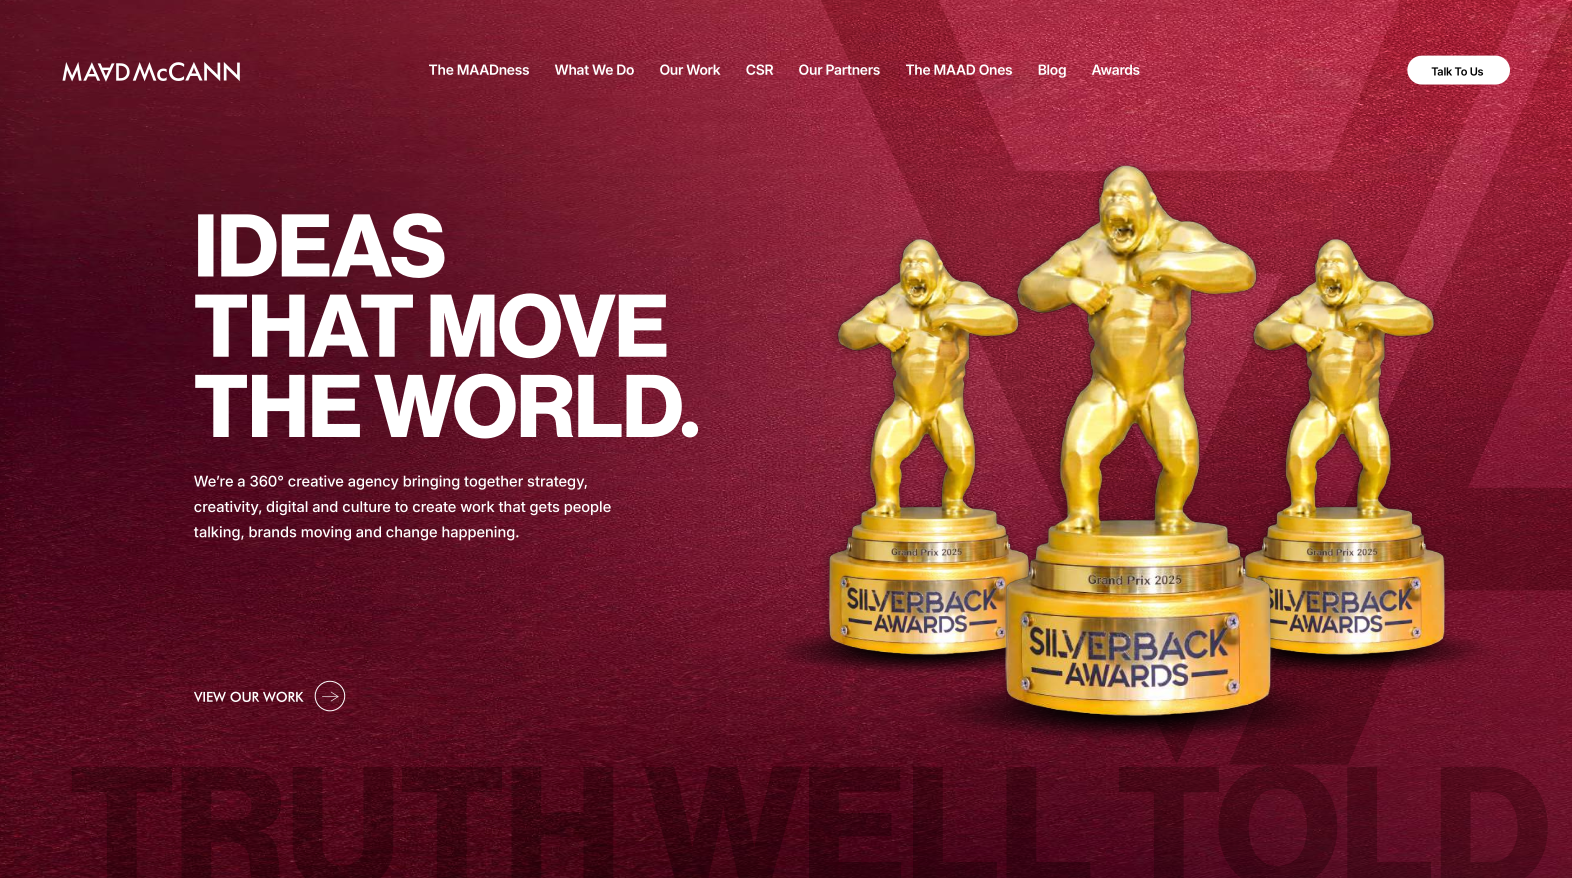 MAAD McCANN
The MAADness
What We Do
Our Work
CSR
Our Partners
The MAAD Ones
Blog
Awards
Talk To Us
IDEAS
THAT MOVE
THE WORLD.
We're a 360° creative agency bringing together strategy,
creativity, digital and culture to create work that gets people
talking, brands moving and change happening.
VIEW OUR WORK
Grand Prix 2025
SILVERBACK
AWARDS
Grand Prix 2025
SILVERBACK
AWARDS
Grand Prix 2025
SILVERBACK
AWARDS
TRUTH WELL TOLD